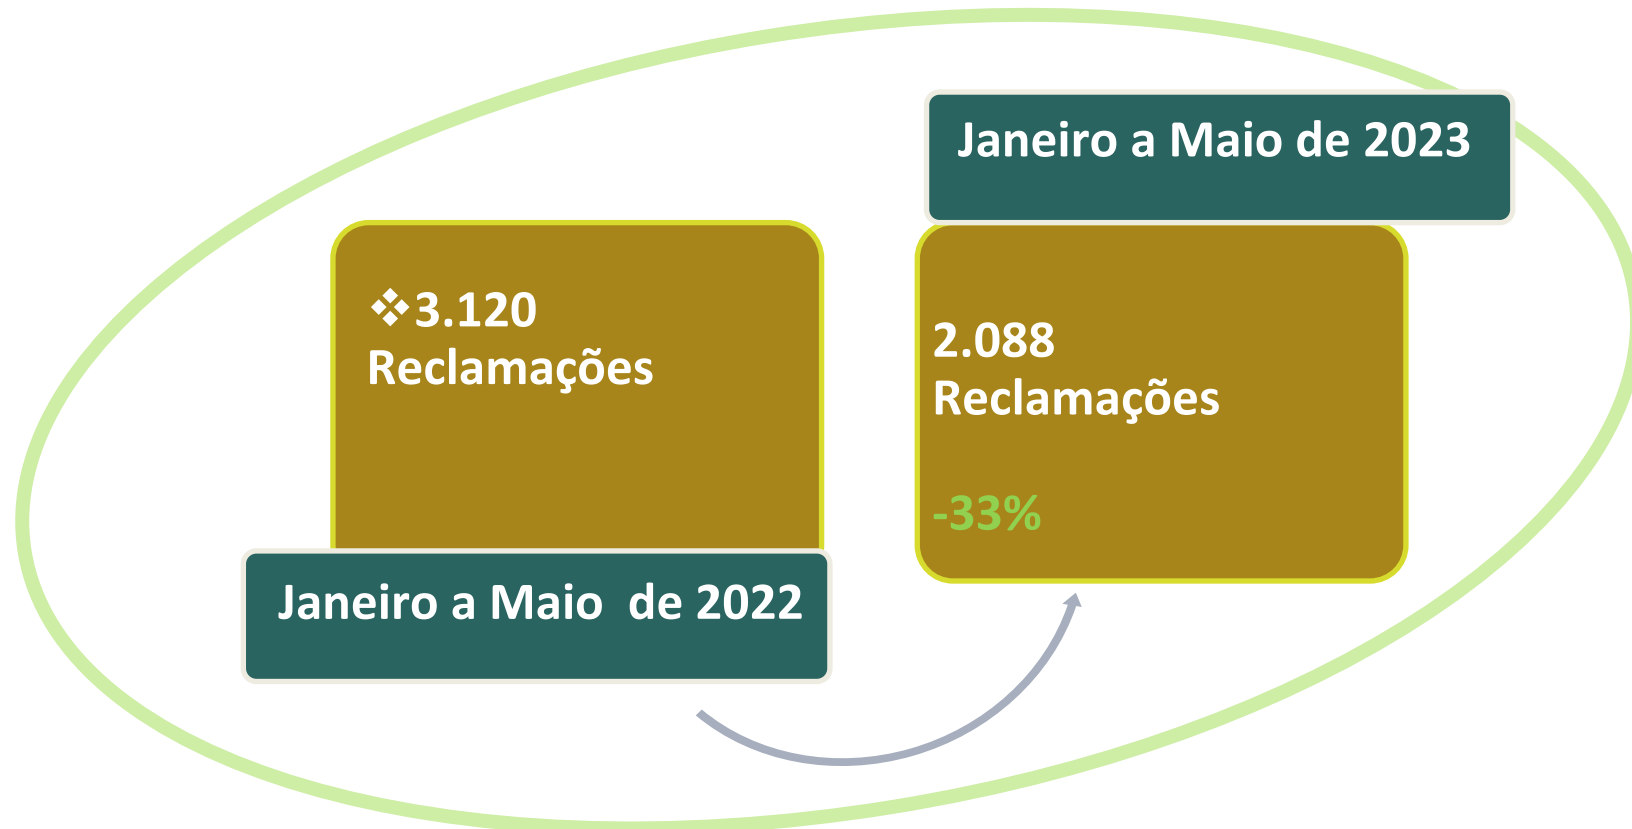 ❖3.120
Reclamações
Janeiro a Maio de 2022
Janeiro a Maio de 2023
2.088
Reclamações
-33%